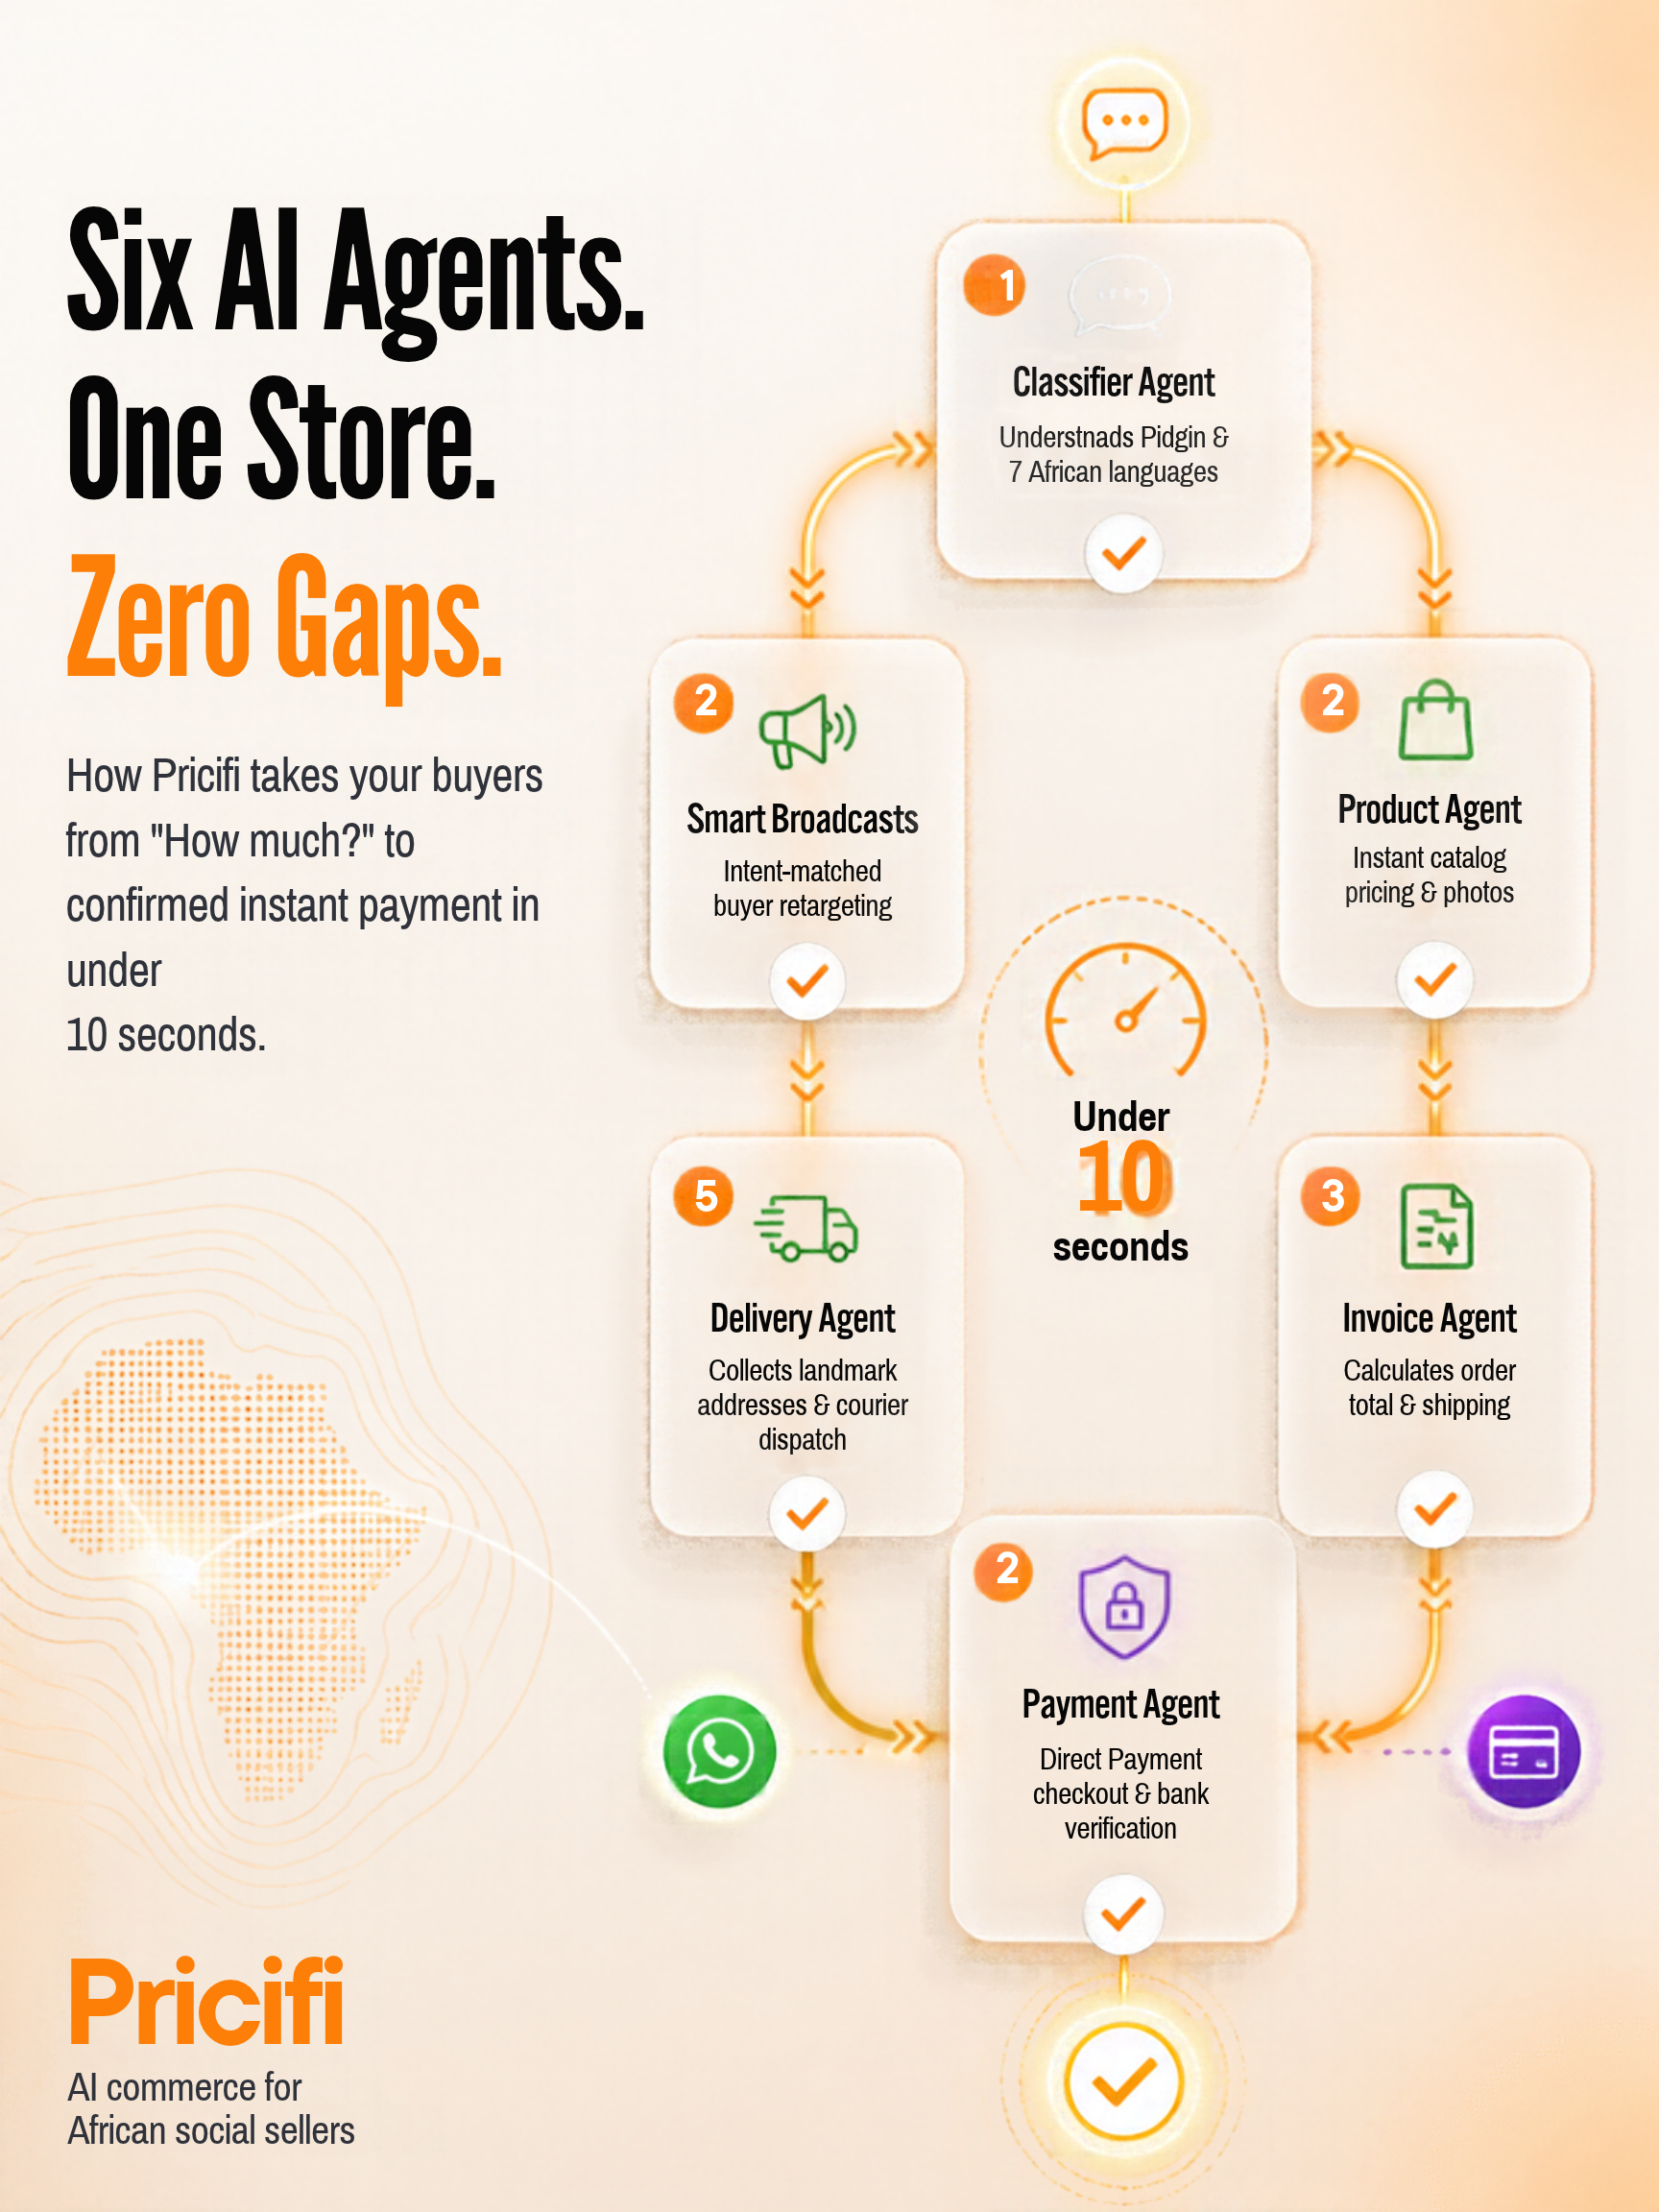 Six AI Agents.
One Store.
Zero Gaps.
How Pricifi takes your buyers
from "How much?" to
confirmed instant payment in
under
10 seconds.
1
Classifier Agent
Understnads Pidgin &
7 African languages
2
Smart Broadcasts
Intent-matched
buyer retargeting
2
Product Agent
Instant catalog
pricing & photos
Under
10
seconds
5
Delivery Agent
Collects landmark
addresses & courier
dispatch
3
Invoice Agent
Calculates order
total & shipping
2
Payment Agent
Direct Payment
checkout & bank
verification
Pricifi
AI commerce for
African social sellers